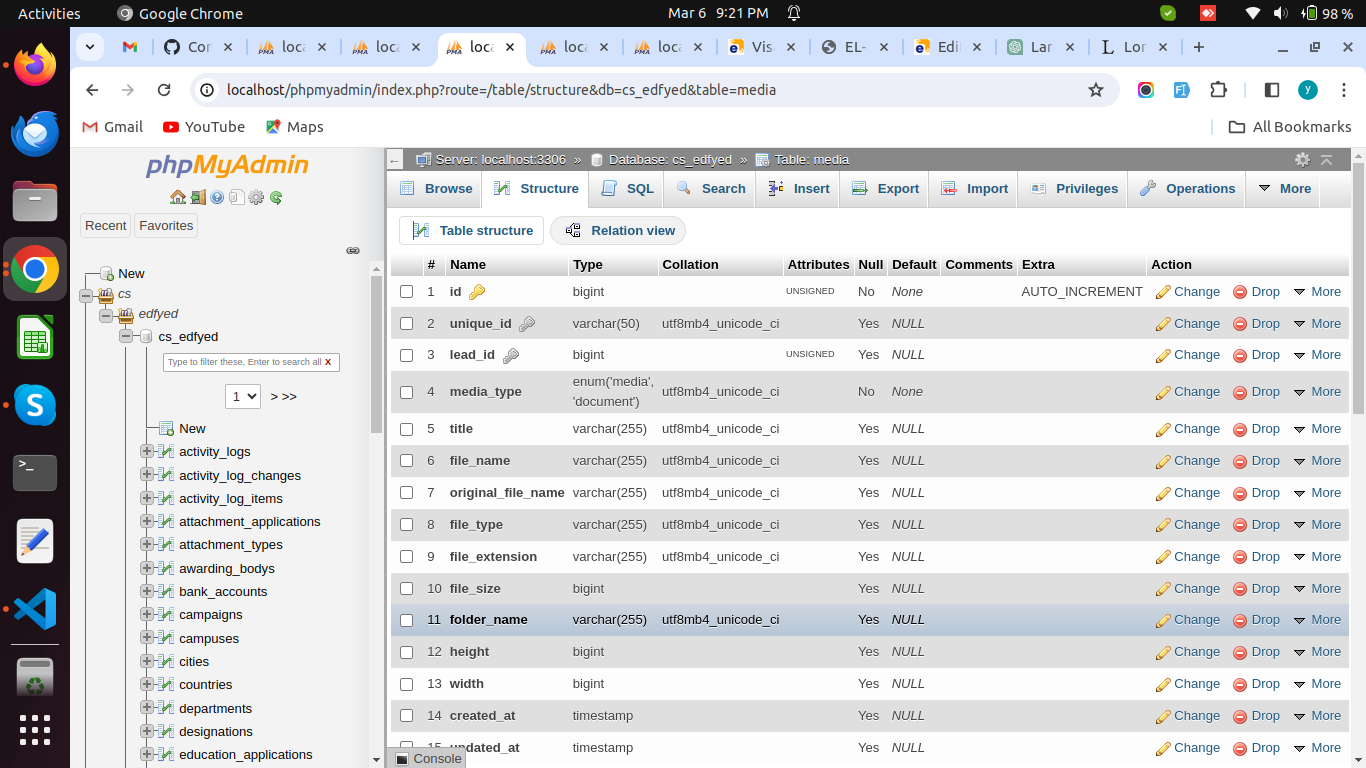 Activities Google Chrome Mar 6 9:21 PM 98 %
Cor loca loca loca loca loca Vis EL- Edi Lar Lor
localhost/phpmyadmin/index.php?route=/table/structure&db=cs_edfyed&table=media y
Gmail YouTube Maps All Bookmarks
phpMyAdmin
Recent Favorites
New
cs
edfyed
cs_edfyed
Type to filter these, Enter to search all X
1 > >>
New
activity_logs
activity_log_changes
activity_log_items
attachment_applications
attachment_types
awarding_bodys
bank_accounts
campaigns
campuses
cities
countries
departments
designations
education_applications
Server: localhost:3306 » Database: cs_edfyed » Table: media
Browse Structure SQL Search Insert Export Import Privileges Operations More
Table structure Relation view
# Name Type Collation Attributes Null Default Comments Extra Action
1 id bigint UNSIGNED No None AUTO_INCREMENT Change Drop More
2 unique_id varchar(50) utf8mb4_unicode_ci Yes NULL Change Drop More
3 lead_id bigint UNSIGNED Yes NULL Change Drop More
4 media_type enum('media', 'document') utf8mb4_unicode_ci No None Change Drop More
5 title varchar(255) utf8mb4_unicode_ci Yes NULL Change Drop More
6 file_name varchar(255) utf8mb4_unicode_ci Yes NULL Change Drop More
7 original_file_name varchar(255) utf8mb4_unicode_ci Yes NULL Change Drop More
8 file_type varchar(255) utf8mb4_unicode_ci Yes NULL Change Drop More
9 file_extension varchar(255) utf8mb4_unicode_ci Yes NULL Change Drop More
10 file_size bigint Yes NULL Change Drop More
11 folder_name varchar(255) utf8mb4_unicode_ci Yes NULL Change Drop More
12 height bigint Yes NULL Change Drop More
13 width bigint Yes NULL Change Drop More
14 created_at timestamp Yes NULL Change Drop More
15 updated_at timestamp Yes NULL Change Drop More
Console